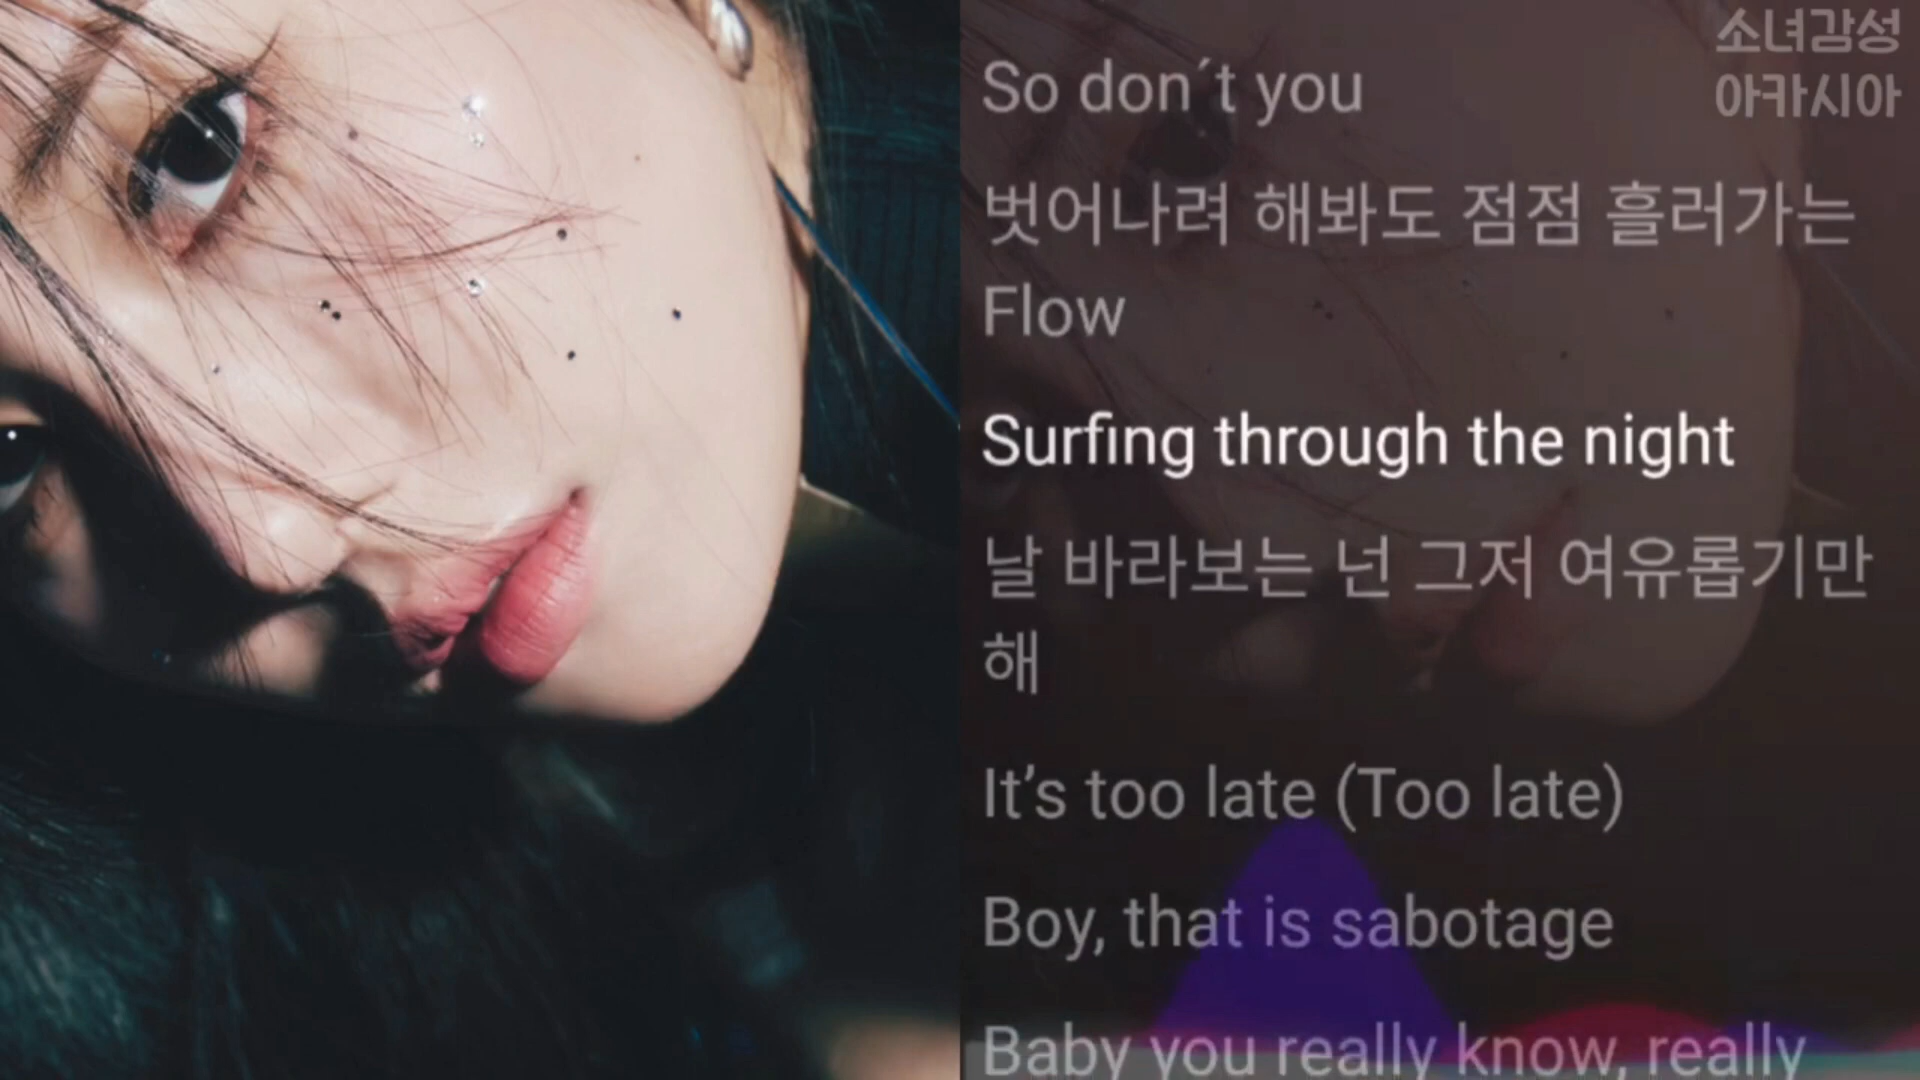 소녀감성
아카시아
So don´t you
벗어나려 해봐도 점점 흘러가는
Flow
Surfing through the night
날 바라보는 넌 그저 여유롭기만
해
It’s too late (Too late)
Boy, that is sabotage
Baby you really know, really